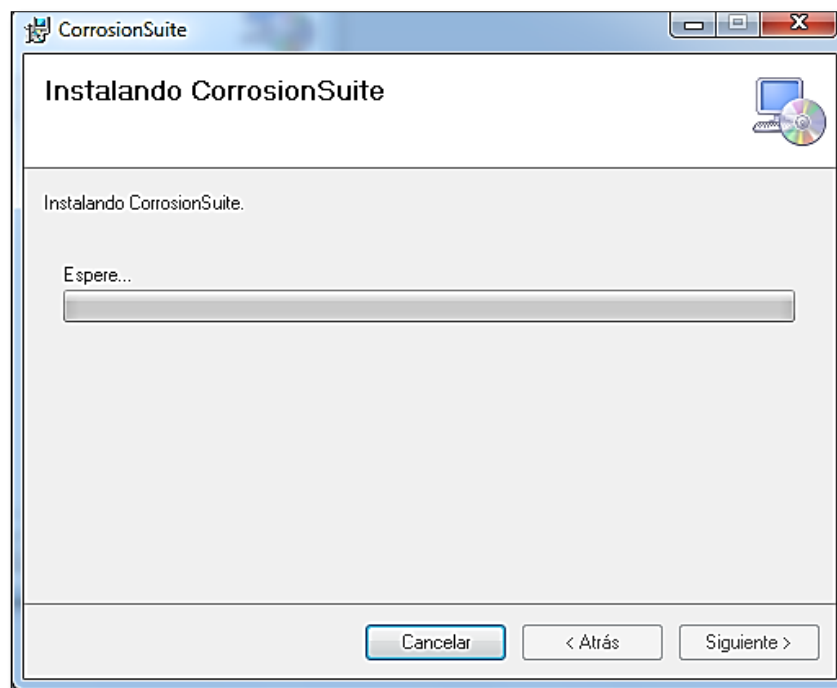 CorrosionSuite
Instalando CorrosionSuite
Instalando CorrosionSuite.
Espere...
Cancelar
< Atrás
Siguiente >